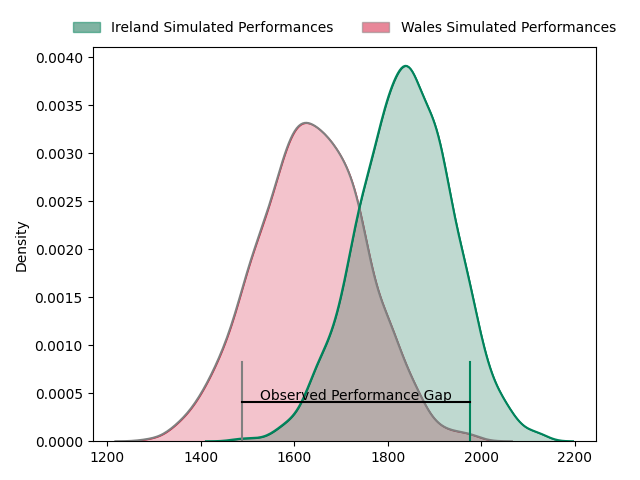 Ireland Simulated Performances
Wales Simulated Performances
0.0040
0.0035
0.0030
0.0025
0.0020
0.0015
0.0010
0.0005
0.0000
Density
Observed Performance Gap
1200 1400 1600 1800 2000 2200